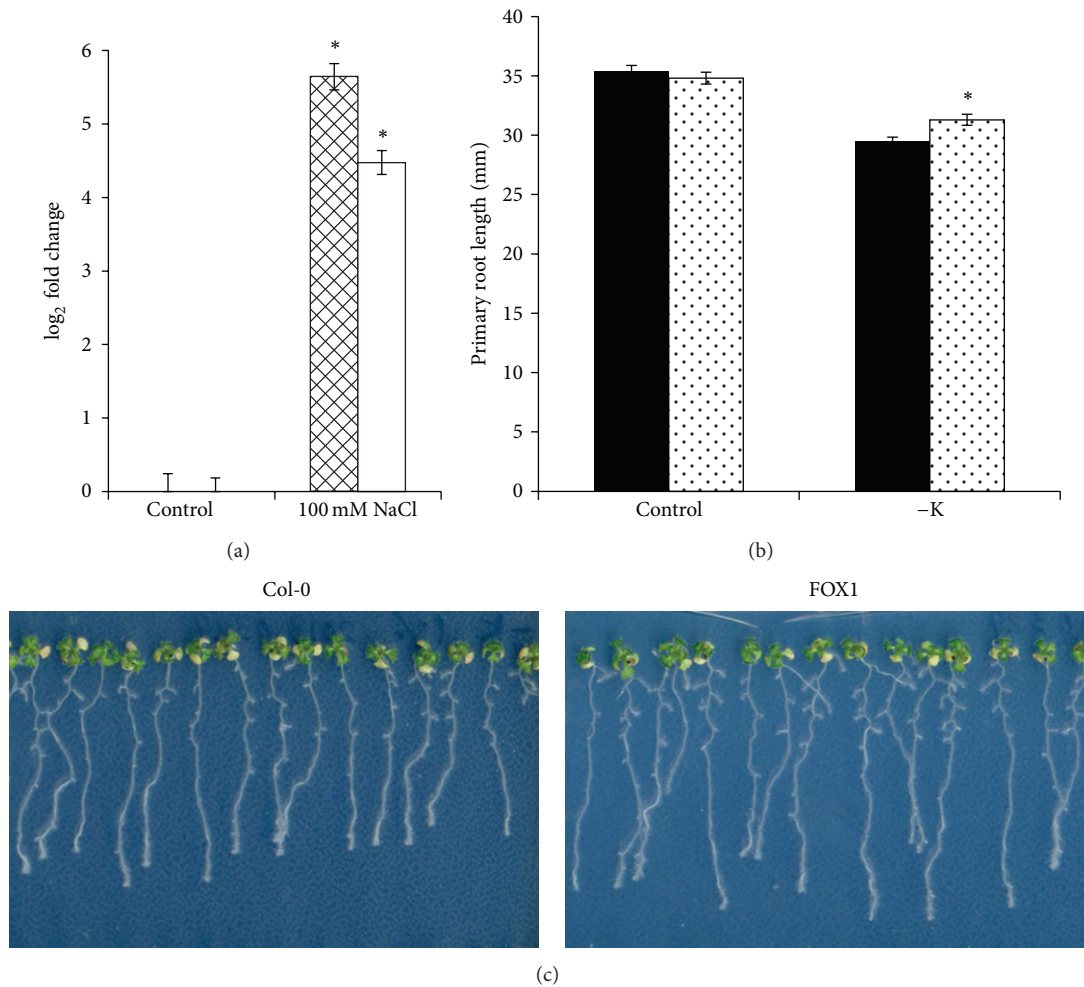 log₂ fold change
6
5
4
3
2
1
0
*
*
Control
100 mM NaCl
(a)
Primary root length (mm)
40
35
30
25
20
15
10
5
0
*
Control
−K
(b)
Col-0
FOX1
(c)